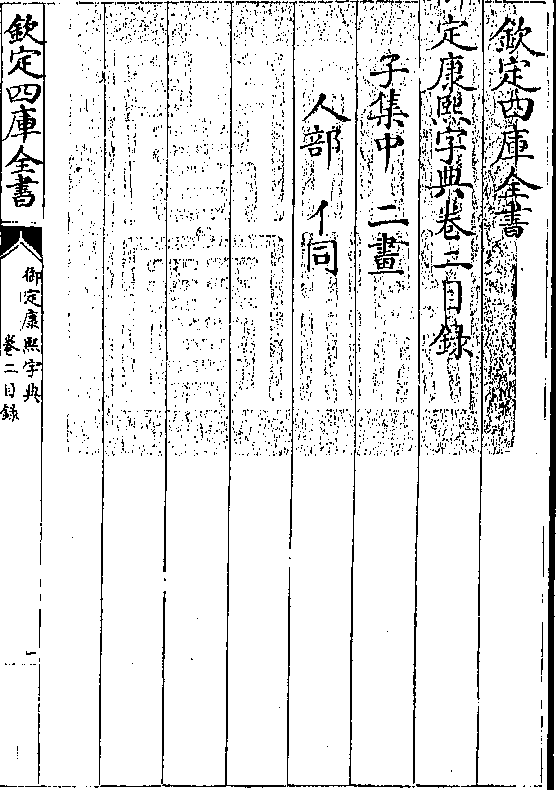 欽定四庫全書
定康熙字典卷二目錄
子集中　二畫
人部　亻同
欽定四庫全書
御定康熙字典
卷二目錄
一